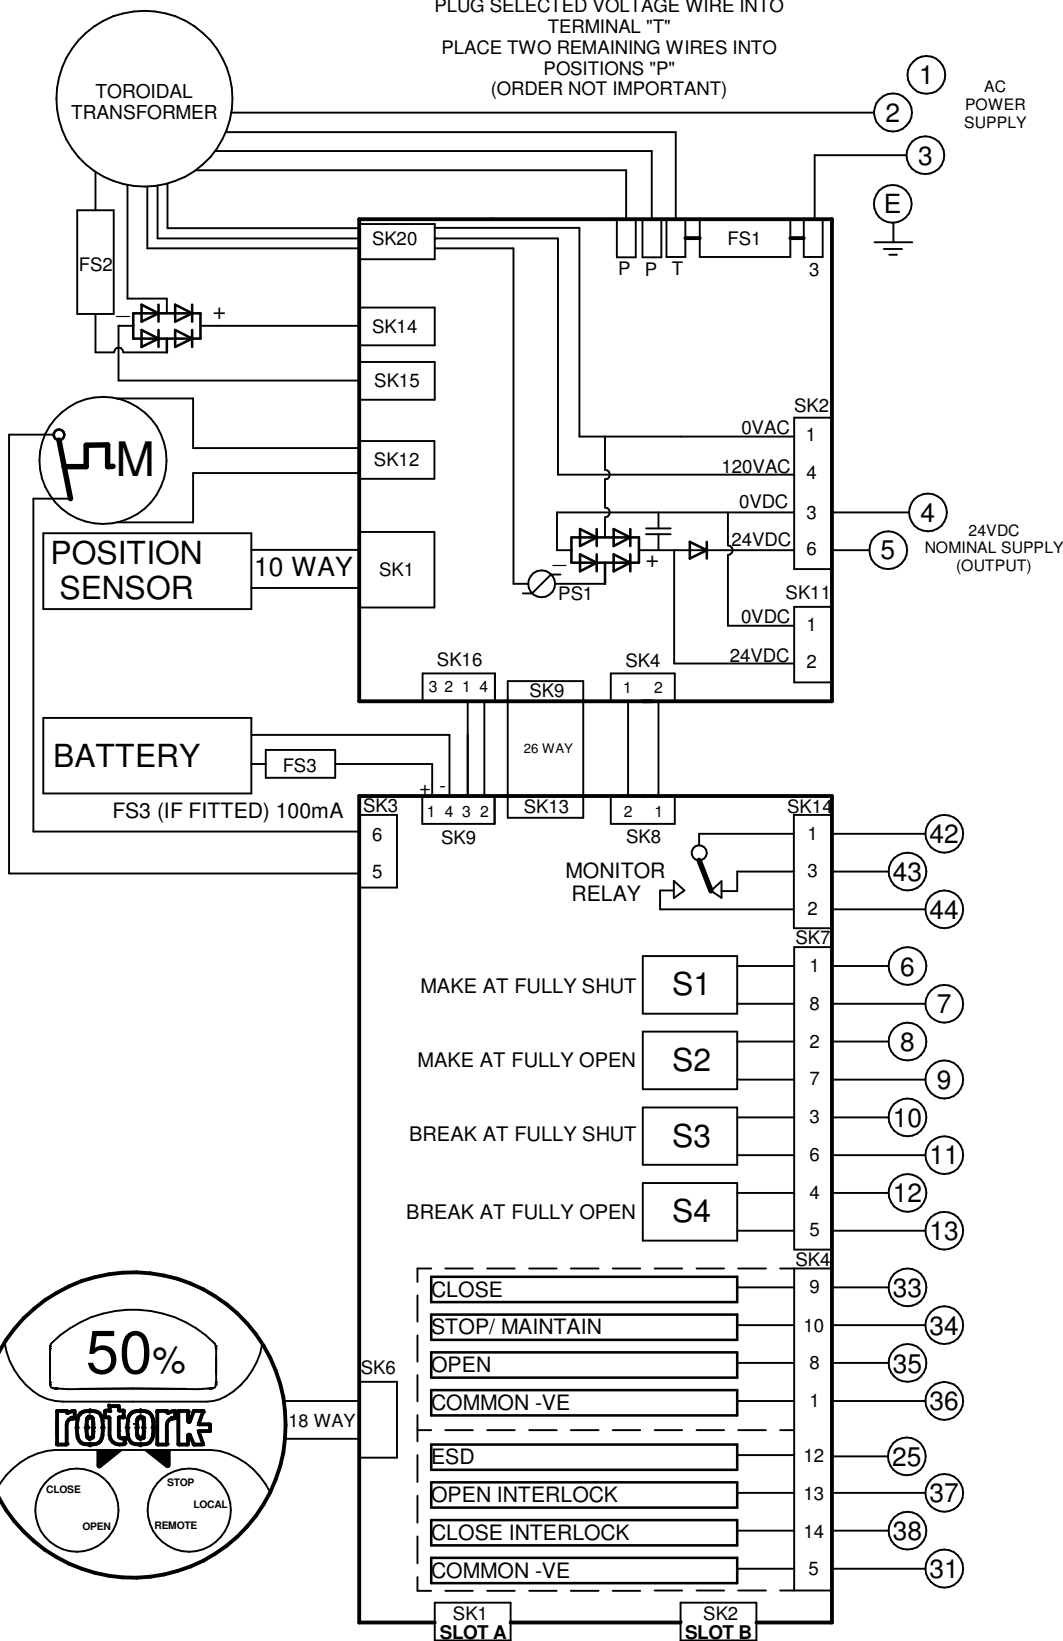 PLUG SELECTED VOLTAGE WIRE INTO
TERMINAL "T"
PLACE TWO REMAINING WIRES INTO
POSITIONS "P"
(ORDER NOT IMPORTANT)
TOROIDAL
TRANSFORMER
1
2
3
E
AC
POWER
SUPPLY
FS2
SK20
P P T
FS1
3
SK14
SK15
SK12
SK1
- +
M
POSITION
SENSOR
10 WAY
SK2
0VAC 1
120VAC 4
0VDC 3
24VDC 6
4
5
24VDC
NOMINAL SUPPLY
(OUTPUT)
- +
PS1
SK11
0VDC 1
24VDC 2
SK16
3 2 1 4
SK9
SK4
1 2
BATTERY
FS3
26 WAY
FS3 (IF FITTED) 100mA
+ -
SK3
6
5
1 4 3 2
SK9
SK13
2 1
SK8
MONITOR
RELAY
SK14
1 42
3 43
2 44
SK7
MAKE AT FULLY SHUT S1
1 6
8 7
MAKE AT FULLY OPEN S2
2 8
7 9
BREAK AT FULLY SHUT S3
3 10
6 11
BREAK AT FULLY OPEN S4
4 12
5 13
SK4
CLOSE 9 33
STOP/ MAINTAIN 10 34
OPEN 8 35
COMMON -VE 1 36
ESD 12 25
OPEN INTERLOCK 13 37
CLOSE INTERLOCK 14 38
COMMON -VE 5 31
50%
rotork
CLOSE
OPEN
STOP
LOCAL
REMOTE
18 WAY
SK6
SK1
SLOT A
SK2
SLOT B